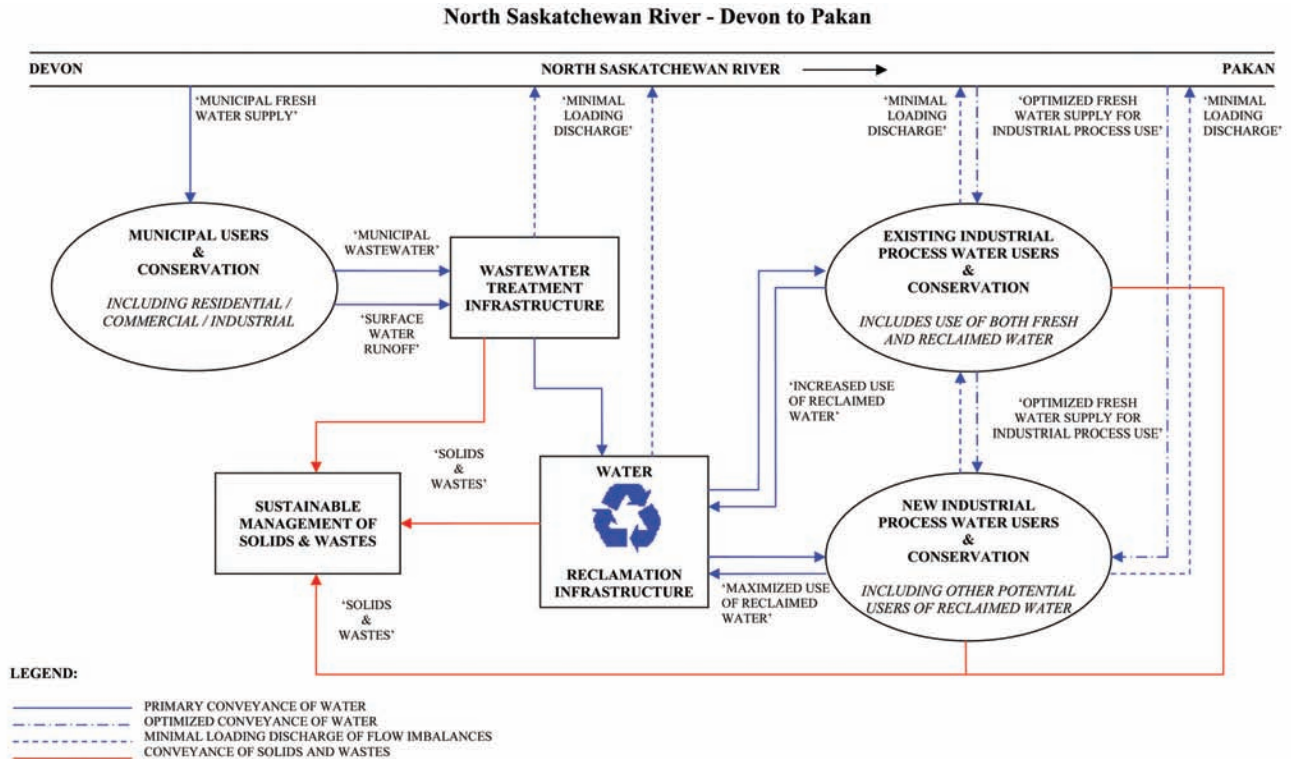 North Saskatchewan River - Devon to Pakan
DEVON
NORTH SASKATCHEWAN RIVER
PAKAN
‘MUNICIPAL FRESH
WATER SUPPLY’
‘MINIMAL
LOADING
DISCHARGE’
‘MINIMAL
LOADING
DISCHARGE’
‘OPTIMIZED FRESH
WATER SUPPLY FOR
INDUSTRIAL PROCESS USE’
‘MINIMAL
LOADING
DISCHARGE’
MUNICIPAL USERS
&
CONSERVATION
INCLUDING RESIDENTIAL /
COMMERCIAL / INDUSTRIAL
‘MUNICIPAL
WASTEWATER’
‘SURFACE
WATER
RUNOFF’
WASTEWATER
TREATMENT
INFRASTRUCTURE
EXISTING INDUSTRIAL
PROCESS WATER USERS
&
CONSERVATION
INCLUDES USE OF BOTH FRESH
AND RECLAIMED WATER
‘INCREASED USE
OF RECLAIMED
WATER’
‘OPTIMIZED FRESH
WATER SUPPLY FOR
INDUSTRIAL PROCESS USE’
‘SOLIDS
&
WASTES’
SUSTAINABLE
MANAGEMENT OF
SOLIDS & WASTES
WATER
RECLAMATION
INFRASTRUCTURE
NEW INDUSTRIAL
PROCESS WATER USERS
&
CONSERVATION
INCLUDING OTHER POTENTIAL
USERS OF RECLAIMED WATER
‘MAXIMIZED USE
OF RECLAIMED
WATER’
‘SOLIDS
&
WASTES’
LEGEND:
PRIMARY CONVEYANCE OF WATER
OPTIMIZED CONVEYANCE OF WATER
MINIMAL LOADING DISCHARGE OF FLOW IMBALANCES
CONVEYANCE OF SOLIDS AND WASTES